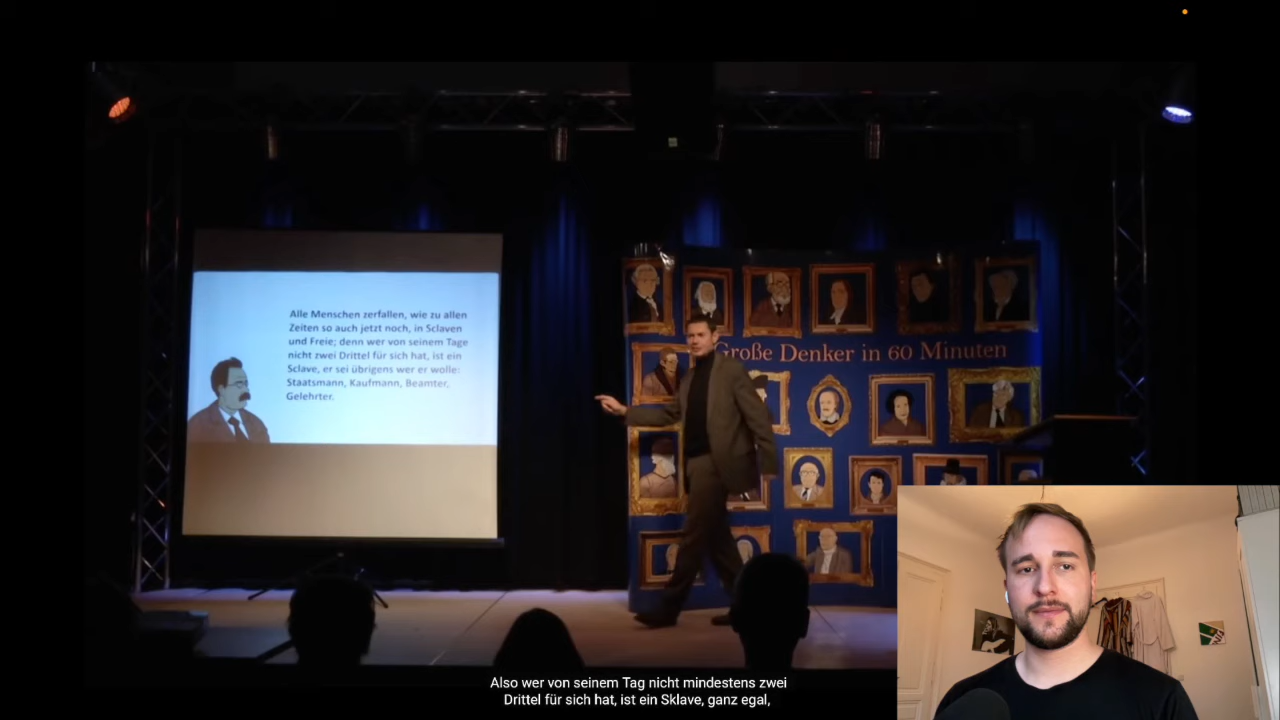 Alle Menschen zerfallen, wie zu allen
Zeiten so auch jetzt noch, in Sclaven
und Freie; denn wer von seinem Tage
nicht zwei Drittel für sich hat, ist ein
Sclave, er sei übrigens wer er wolle:
Staatsmann, Kaufmann, Beamter,
Gelehrter.
Große Denker in 60 Minuten
Also wer von seinem Tag nicht mindestens zwei
Drittel für sich hat, ist ein Sklave, ganz egal,